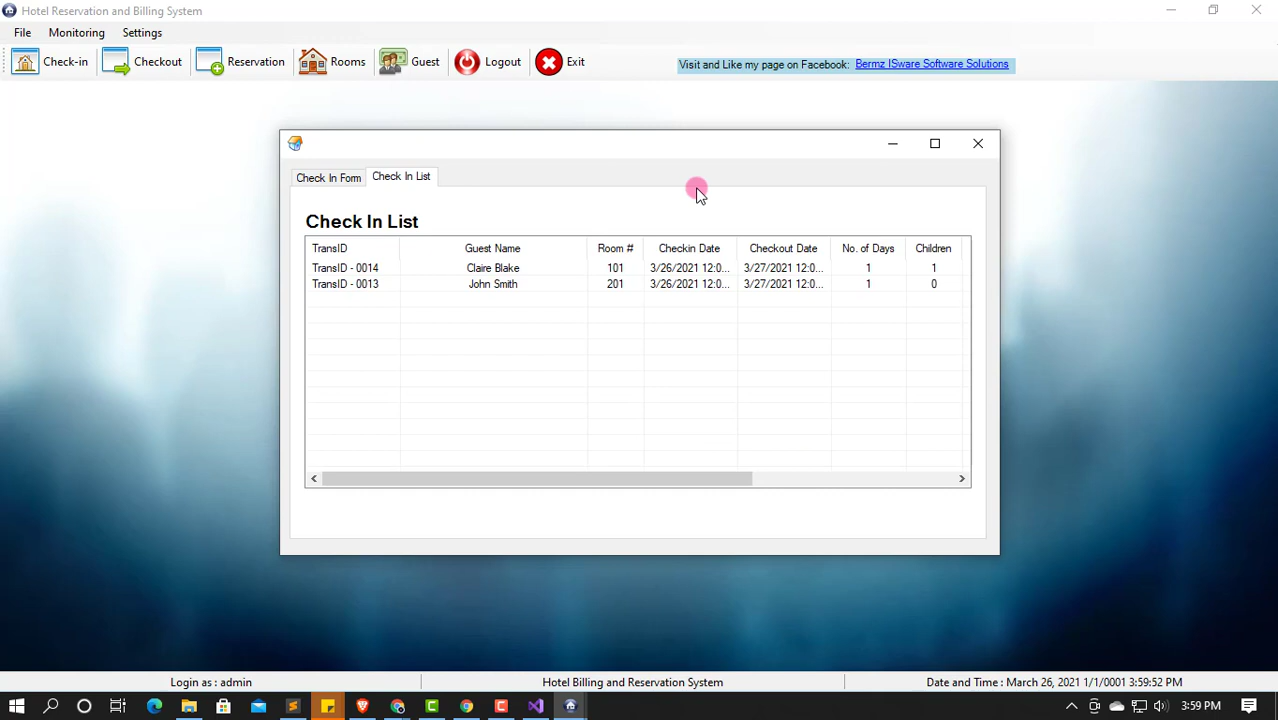 Hotel Reservation and Billing System
File Monitoring Settings
Check-in Checkout Reservation Rooms Guest Logout Exit Visit and Like my page on Facebook: Bermz ISware Software Solutions
Check In Form Check In List
Check In List
TransID Guest Name Room # Checkin Date Checkout Date No. of Days Children
TransID - 0014 Claire Blake 101 3/26/2021 12:0... 3/27/2021 12:0... 1 1
TransID - 0013 John Smith 201 3/26/2021 12:0... 3/27/2021 12:0... 1 0
Login as : admin Hotel Billing and Reservation System Date and Time : March 26, 2021 1/1/0001 3:59:52 PM
3:59 PM